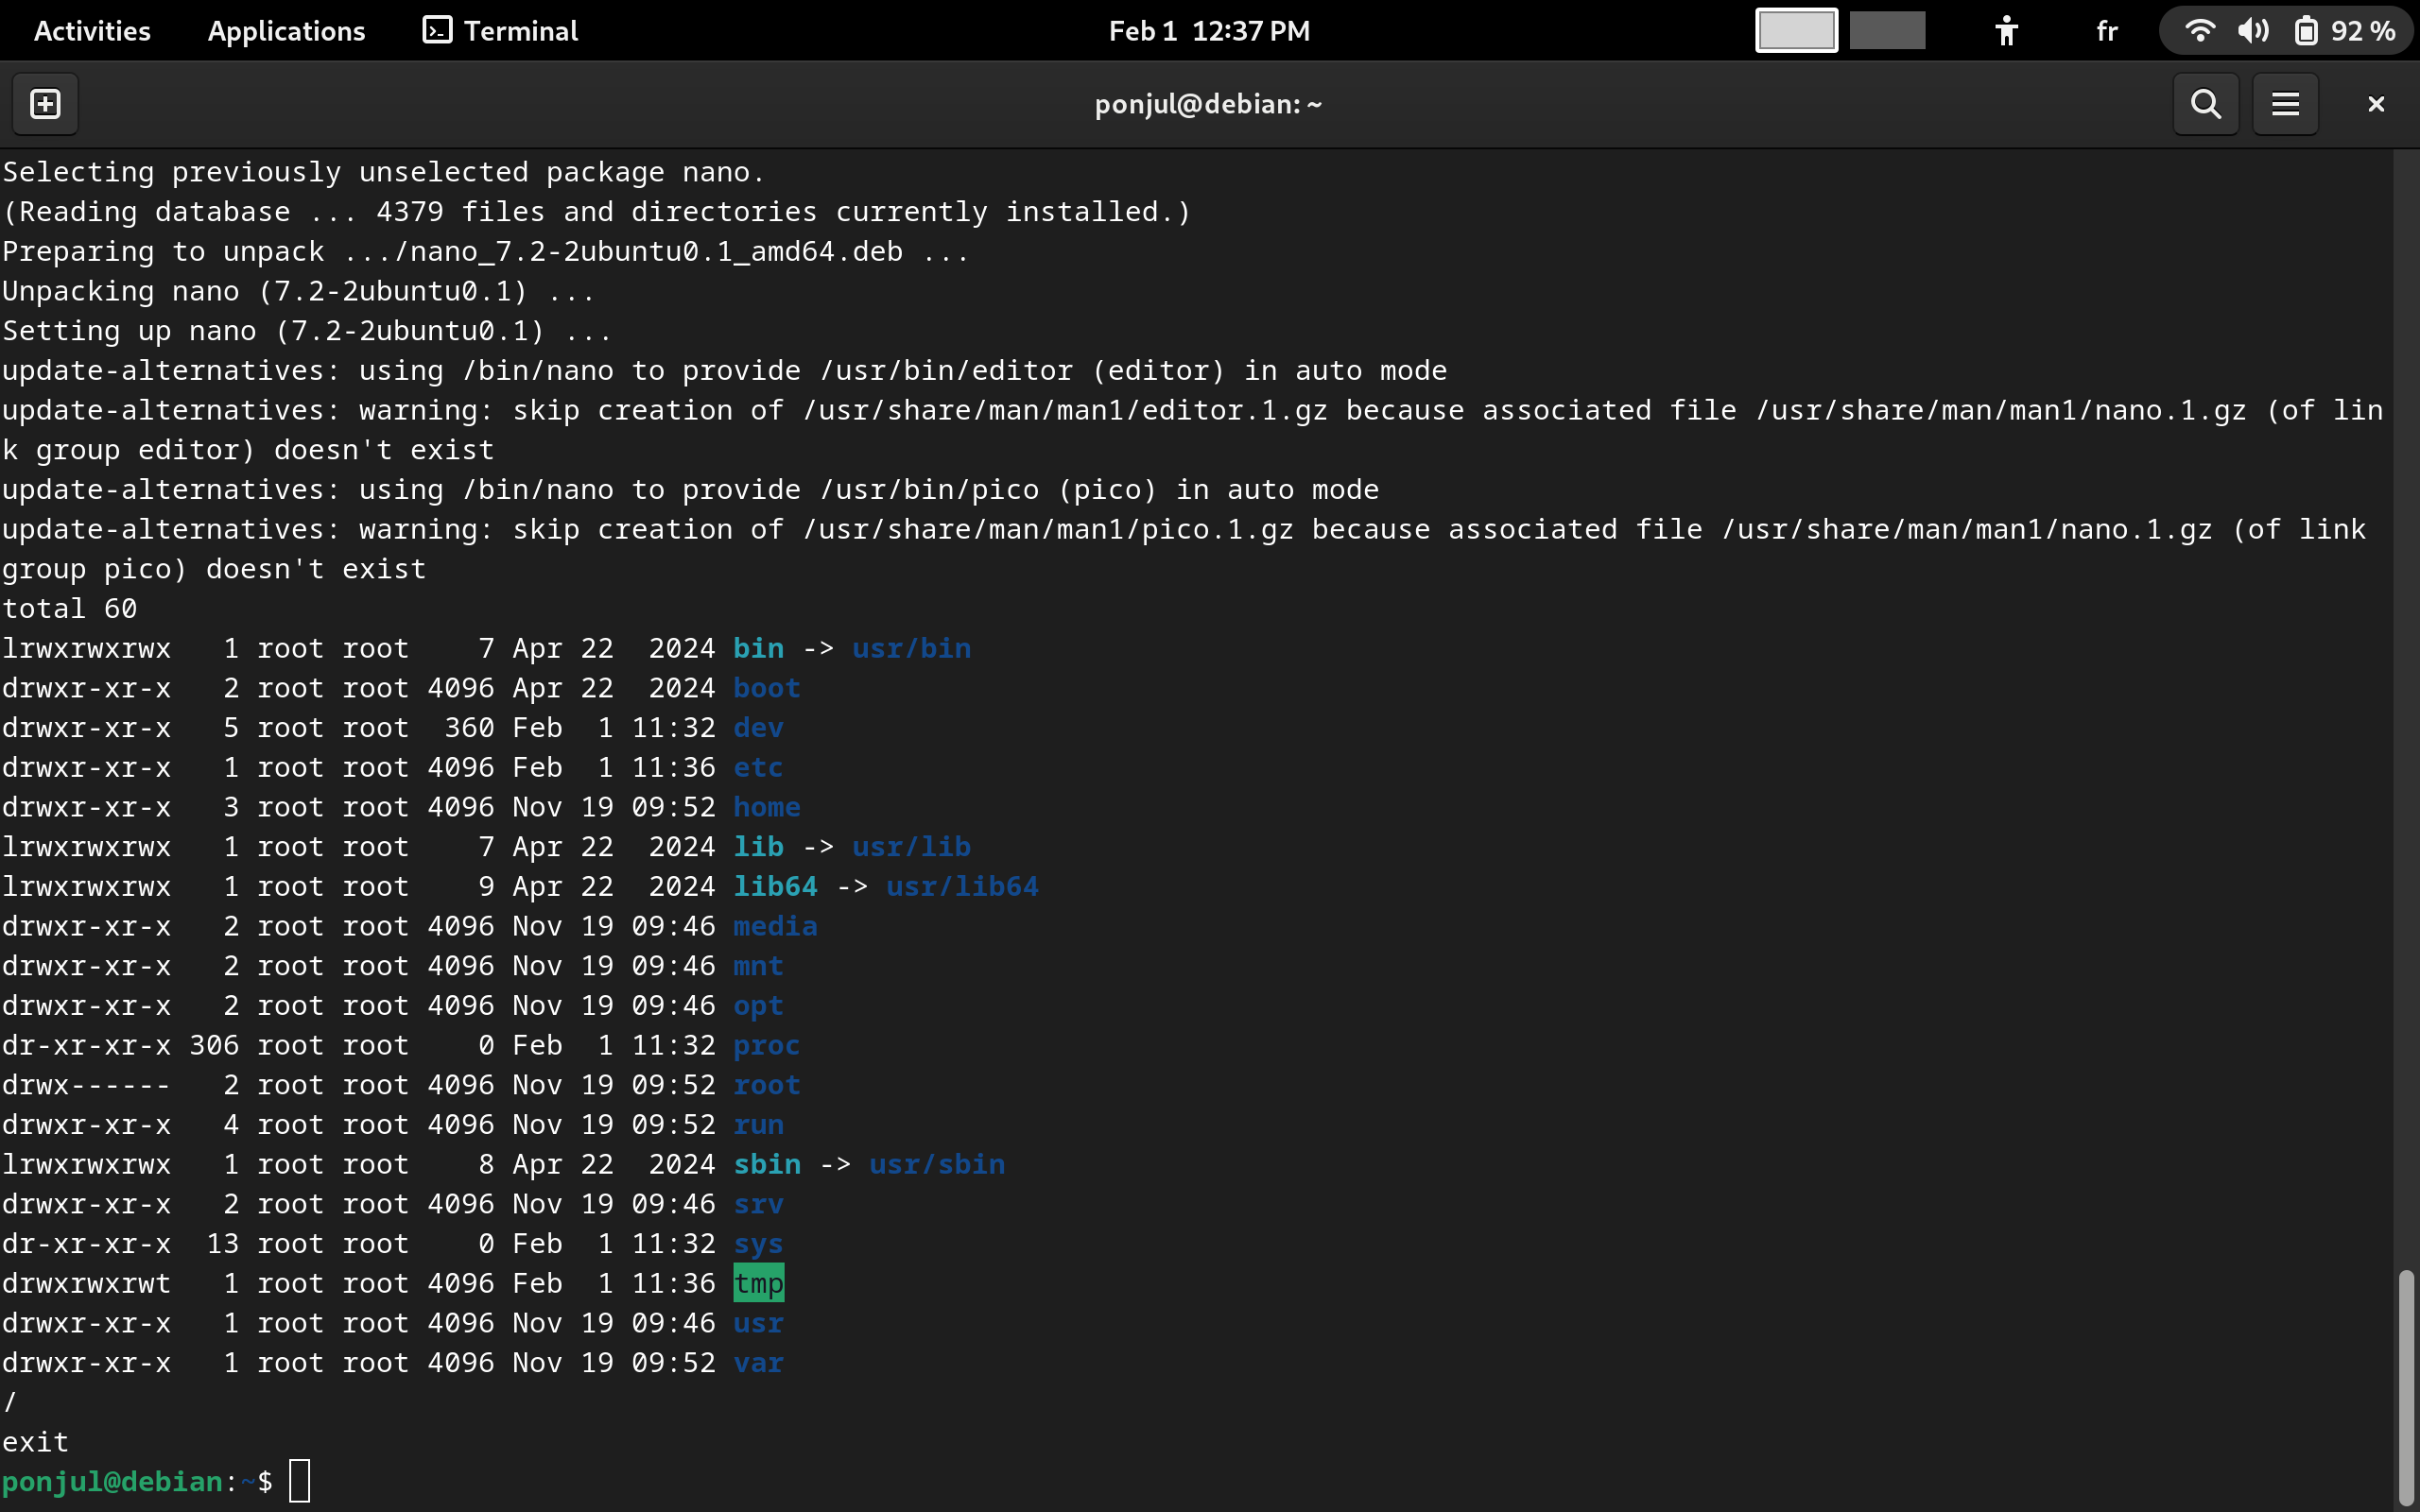 Activities Applications Terminal Feb 1 12:37 PM fr 92 %
ponjul@debian: ~
Selecting previously unselected package nano.
(Reading database ... 4379 files and directories currently installed.)
Preparing to unpack .../nano_7.2-2ubuntu0.1_amd64.deb ...
Unpacking nano (7.2-2ubuntu0.1) ...
Setting up nano (7.2-2ubuntu0.1) ...
update-alternatives: using /bin/nano to provide /usr/bin/editor (editor) in auto mode
update-alternatives: warning: skip creation of /usr/share/man/man1/editor.1.gz because associated file /usr/share/man/man1/nano.1.gz (of lin
k group editor) doesn't exist
update-alternatives: using /bin/nano to provide /usr/bin/pico (pico) in auto mode
update-alternatives: warning: skip creation of /usr/share/man/man1/pico.1.gz because associated file /usr/share/man/man1/nano.1.gz (of link
group pico) doesn't exist
total 60
lrwxrwxrwx   1 root root    7 Apr 22  2024 bin -> usr/bin
drwxr-xr-x   2 root root 4096 Apr 22  2024 boot
drwxr-xr-x   5 root root  360 Feb  1 11:32 dev
drwxr-xr-x   1 root root 4096 Feb  1 11:36 etc
drwxr-xr-x   3 root root 4096 Nov 19 09:52 home
lrwxrwxrwx   1 root root    7 Apr 22  2024 lib -> usr/lib
lrwxrwxrwx   1 root root    9 Apr 22  2024 lib64 -> usr/lib64
drwxr-xr-x   2 root root 4096 Nov 19 09:46 media
drwxr-xr-x   2 root root 4096 Nov 19 09:46 mnt
drwxr-xr-x   2 root root 4096 Nov 19 09:46 opt
dr-xr-xr-x 306 root root    0 Feb  1 11:32 proc
drwx------   2 root root 4096 Nov 19 09:52 root
drwxr-xr-x   4 root root 4096 Nov 19 09:52 run
lrwxrwxrwx   1 root root    8 Apr 22  2024 sbin -> usr/sbin
drwxr-xr-x   2 root root 4096 Nov 19 09:46 srv
dr-xr-xr-x  13 root root    0 Feb  1 11:32 sys
drwxrwxrwt   1 root root 4096 Feb  1 11:36 tmp
drwxr-xr-x   1 root root 4096 Nov 19 09:46 usr
drwxr-xr-x   1 root root 4096 Nov 19 09:52 var
/
exit
ponjul@debian:~$